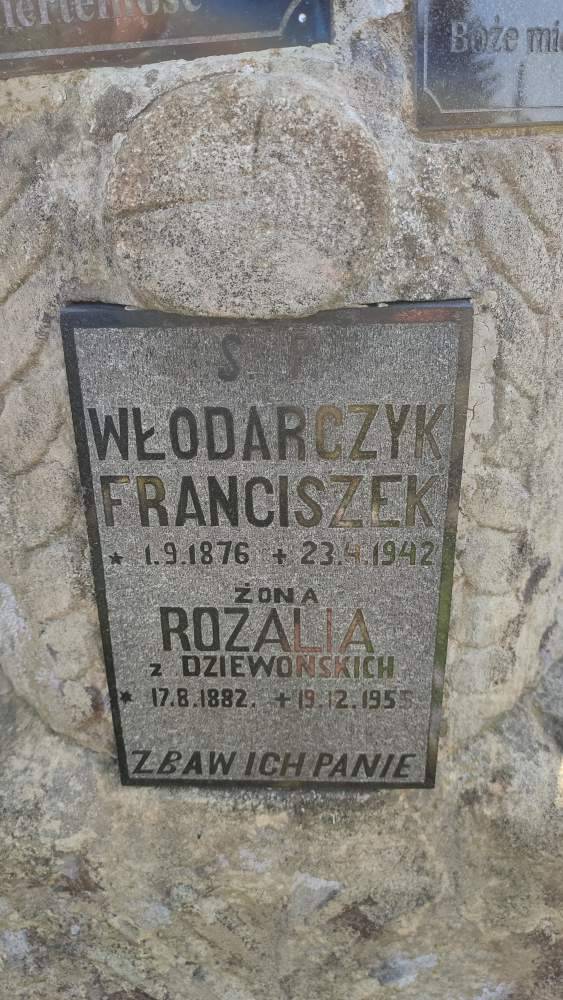 Boże
S. P
WŁODARCZYK
FRANCISZEK
* 1.9.1876 + 23.4.1942
ŻONA
ROZALIA
z DZIEWOŃSKICH
* 17.8.1882. + 19.12.1955
ZBAW ICH PANIE